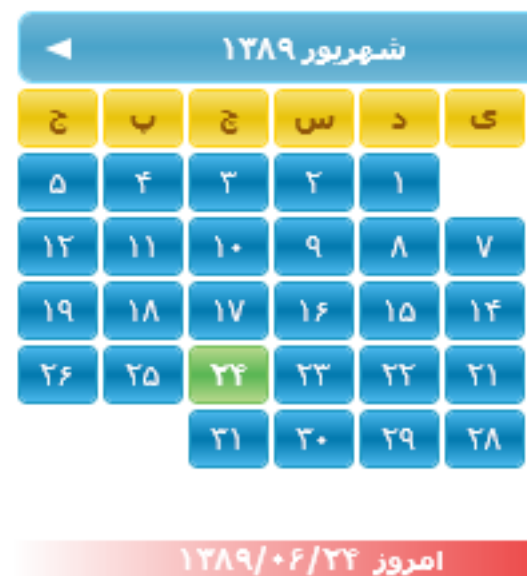 شهریور ۱۳۸۹
ی د س چ پ ج
۱ ۲ ۳ ۴ ۵
۷ ۸ ۹ ۱۰ ۱۱ ۱۲
۱۴ ۱۵ ۱۶ ۱۷ ۱۸ ۱۹
۲۱ ۲۲ ۲۳ ۲۴ ۲۵ ۲۶
۲۸ ۲۹ ۳۰ ۳۱
امروز ۱۳۸۹/۰۶/۲۴